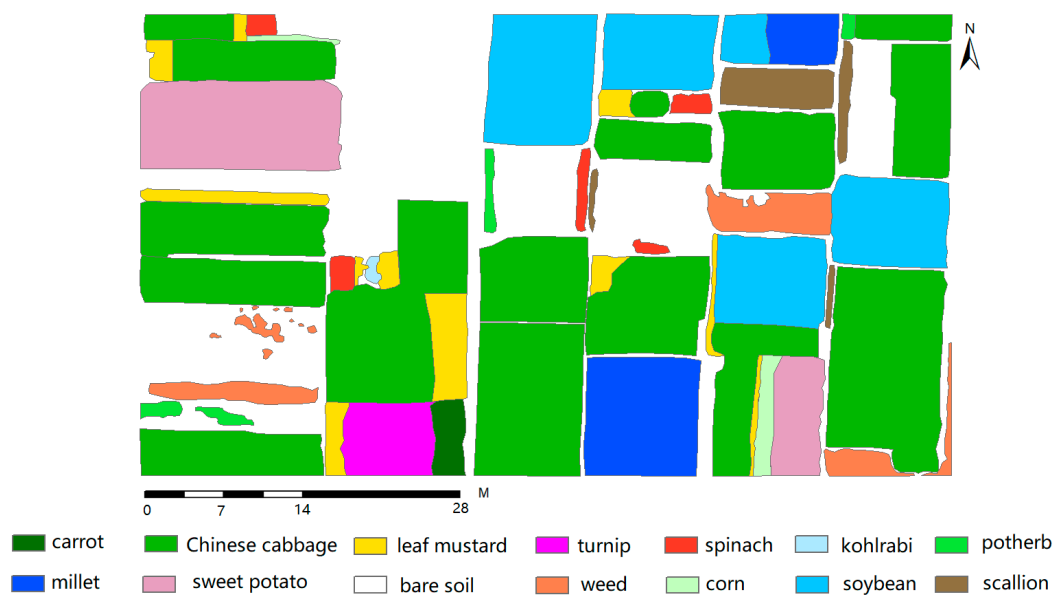 N
M
0 7 14 28
carrot Chinese cabbage leaf mustard turnip spinach kohlrabi potherb
millet sweet potato bare soil weed corn soybean scallion